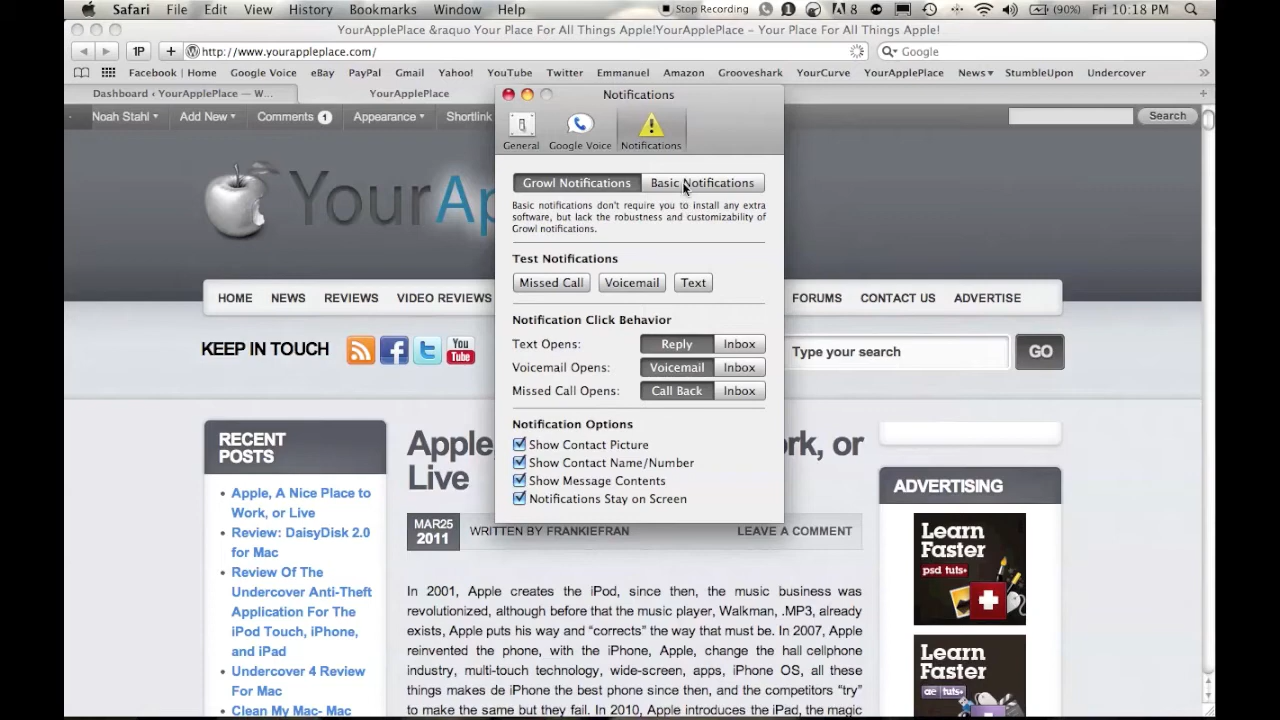 Safari File Edit View History Bookmarks Window Help Stop Recording 8 (90%) Fri 10:18 PM
YourApplePlace &raquo Your Place For All Things Apple!YourApplePlace – Your Place For All Things Apple!
1P + http://www.yourappleplace.com/ Google
Facebook | Home Google Voice eBay PayPal Gmail Yahoo! YouTube Twitter Emmanuel Amazon Grooveshark YourCurve YourApplePlace News▾ StumbleUpon Undercover »
Dashboard ‹ YourApplePlace — W... YourApplePlace
Noah Stahl Add New Comments 1 Appearance Shortlink Search
Notifications
General Google Voice Notifications
Growl Notifications Basic Notifications
Basic notifications don't require you to install any extra
software, but lack the robustness and customizability of
Growl notifications.
Test Notifications
Missed Call Voicemail Text
Notification Click Behavior
Text Opens: Reply Inbox
Voicemail Opens: Voicemail Inbox
Missed Call Opens: Call Back Inbox
Notification Options
Show Contact Picture
Show Contact Name/Number
Show Message Contents
Notifications Stay on Screen
YourAp
HOME NEWS REVIEWS VIDEO REVIEWS FORUMS CONTACT US ADVERTISE
KEEP IN TOUCH You Tube Type your search GO
RECENT
POSTS
Apple, A Nice Place to
Work, or Live
Review: DaisyDisk 2.0
for Mac
Review Of The
Undercover Anti-Theft
Application For The
iPod Touch, iPhone,
and iPad
Undercover 4 Review
For Mac
Clean My Mac- Mac
Apple rk, or
Live
MAR25
2011
WRITTEN BY FRANKIEFRAN LEAVE A COMMENT
In 2001, Apple creates the iPod, since then, the music business was
revolutionized, although before that the music player, Walkman, .MP3, already
exists, Apple puts his way and “corrects” the way that must be. In 2007, Apple
reinvented the phone, with the iPhone, Apple, change the hall cellphone
industry, multi-touch technology, wide-screen, apps, iPhone OS, all these
things makes de iPhone the best phone since then, and the competitors “try”
to make the same but they fail. In 2010, Apple introduces the iPad, the magic
ADVERTISING
Learn
Faster
psd tuts+
Learn
Faster
ae tuts+